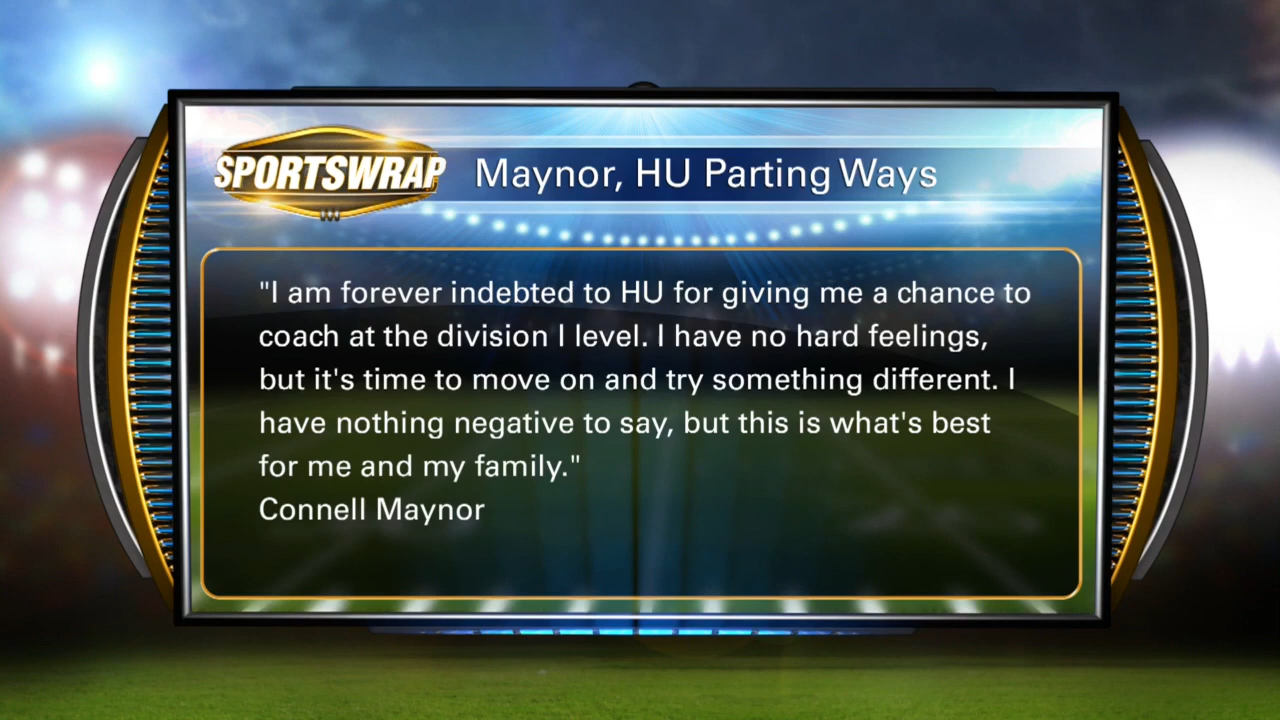 SPORTSWRAP
Maynor, HU Parting Ways
"I am forever indebted to HU for giving me a chance to
coach at the division I level. I have no hard feelings,
but it's time to move on and try something different. I
have nothing negative to say, but this is what's best
for me and my family."
Connell Maynor